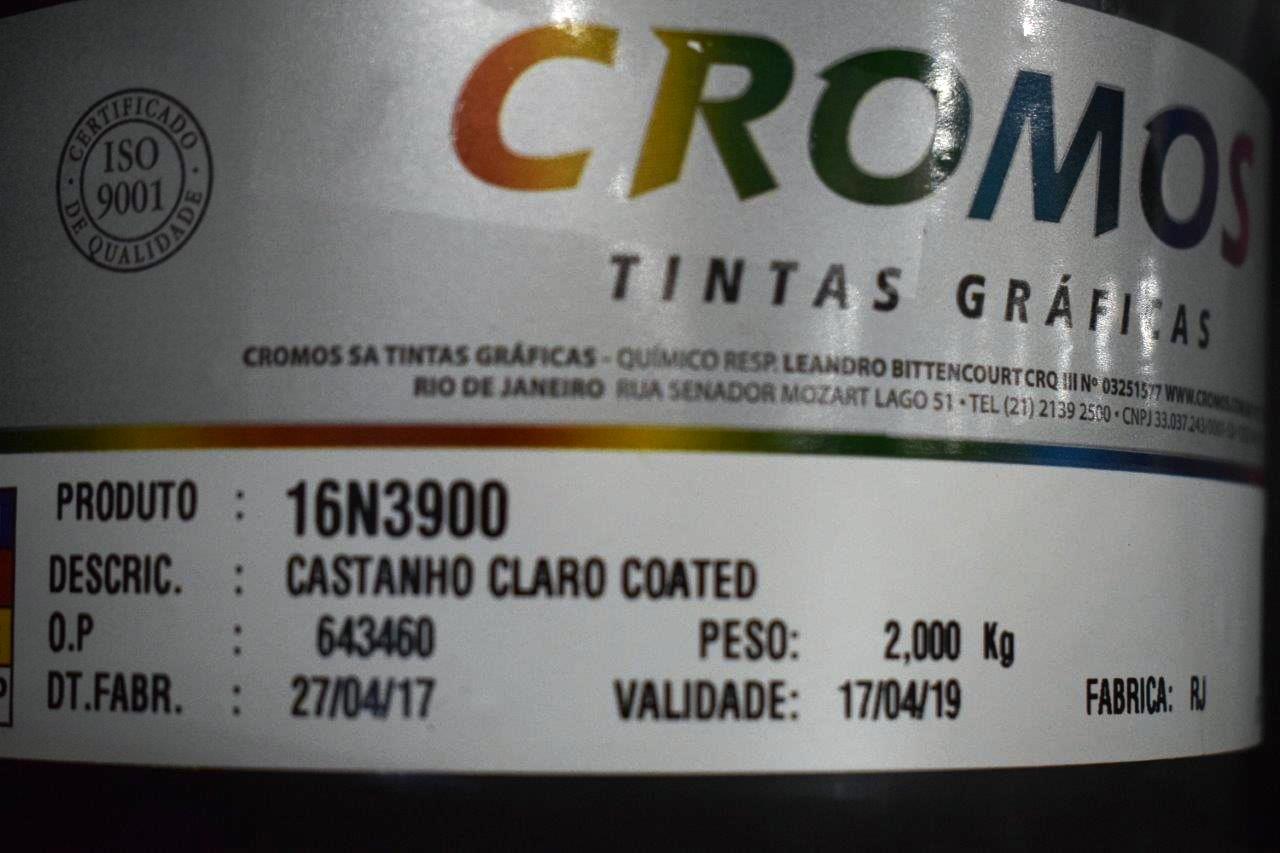 CROMOS
TINTAS GRÁFICAS
CERTIFICADO
ISO
9001
DE QUALIDADE
CROMOS SA TINTAS GRÁFICAS - QUÍMICO RESP. LEANDRO BITTENCOURT CRQ III Nº 03251577
RIO DE JANEIRO RUA SENADOR MOZART LAGO 51 • TEL (21) 2139 2500 • CNPJ
PRODUTO : 16N3900
DESCRIC. : CASTANHO CLARO COATED
O.P : 643460 PESO: 2,000 Kg
DT.FABR. : 27/04/17 VALIDADE: 17/04/19 FABRICA: RJ